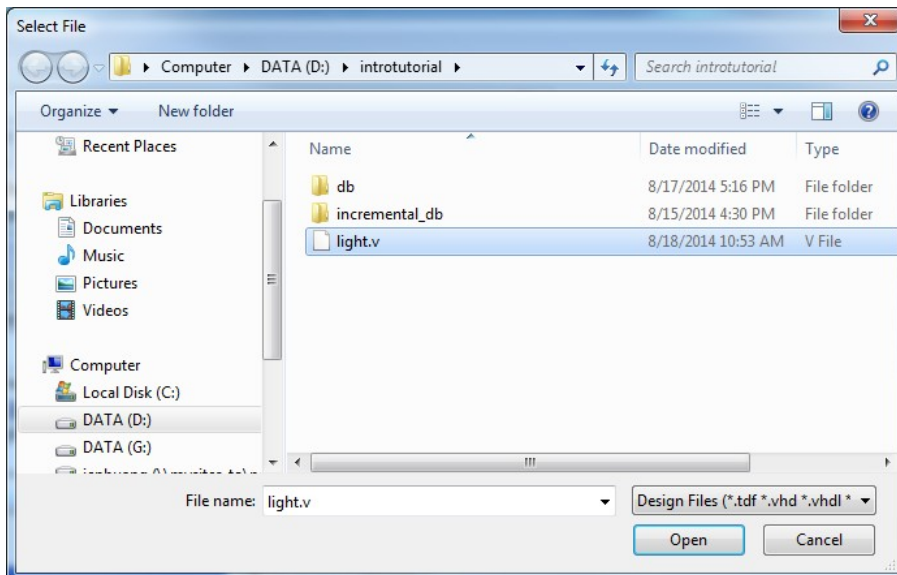 Select File
Computer DATA (D:) introtutorial
Search introtutorial
Organize New folder
Recent Places
Libraries
Documents
Music
Pictures
Videos
Computer
Local Disk (C:)
DATA (D:)
DATA (G:)
Name Date modified Type
db 8/17/2014 5:16 PM File folder
incremental_db 8/15/2014 4:30 PM File folder
light.v 8/18/2014 10:53 AM V File
File name: light.v Design Files (*.tdf *.vhd *.vhdl *
Open Cancel